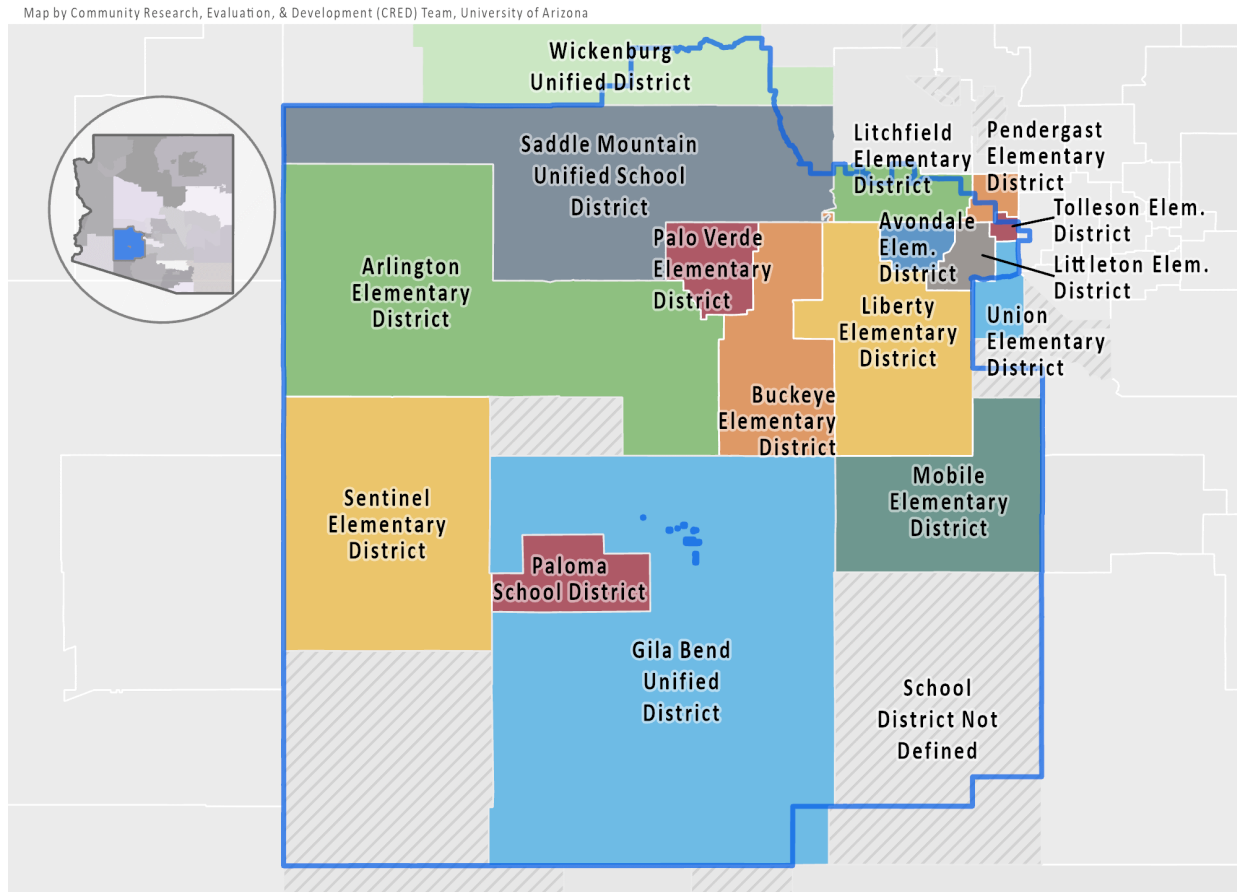 Map by Community Research, Evaluation, & Development (CRED) Team, University of Arizona
Wickenburg
Unified District
Saddle Mountain
Unified School
District
Litchfield
Elementary
District
Pendergast
Elementary
District
Tolleson Elem.
District
Avondale
Elem.
District
Littleton Elem.
District
Palo Verde
Elementary
District
Arlington
Elementary
District
Liberty
Elementary
District
Union
Elementary
District
Buckeye
Elementary
District
Mobile
Elementary
District
Sentinel
Elementary
District
Paloma
School District
Gila Bend
Unified
District
School
District Not
Defined